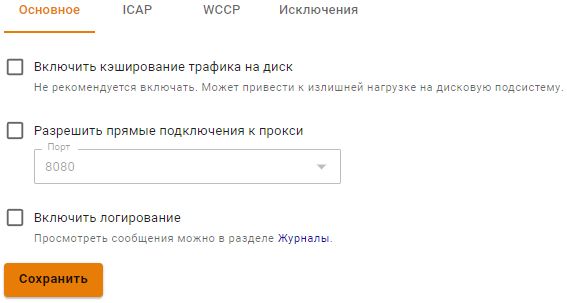 Основное ICAP WCCP Исключения
Включить кэширование трафика на диск
Не рекомендуется включать. Может привести к излишней нагрузке на дисковую подсистему.
Разрешить прямые подключения к прокси
Порт
8080
Включить логирование
Просмотреть сообщения можно в разделе Журналы.
Сохранить